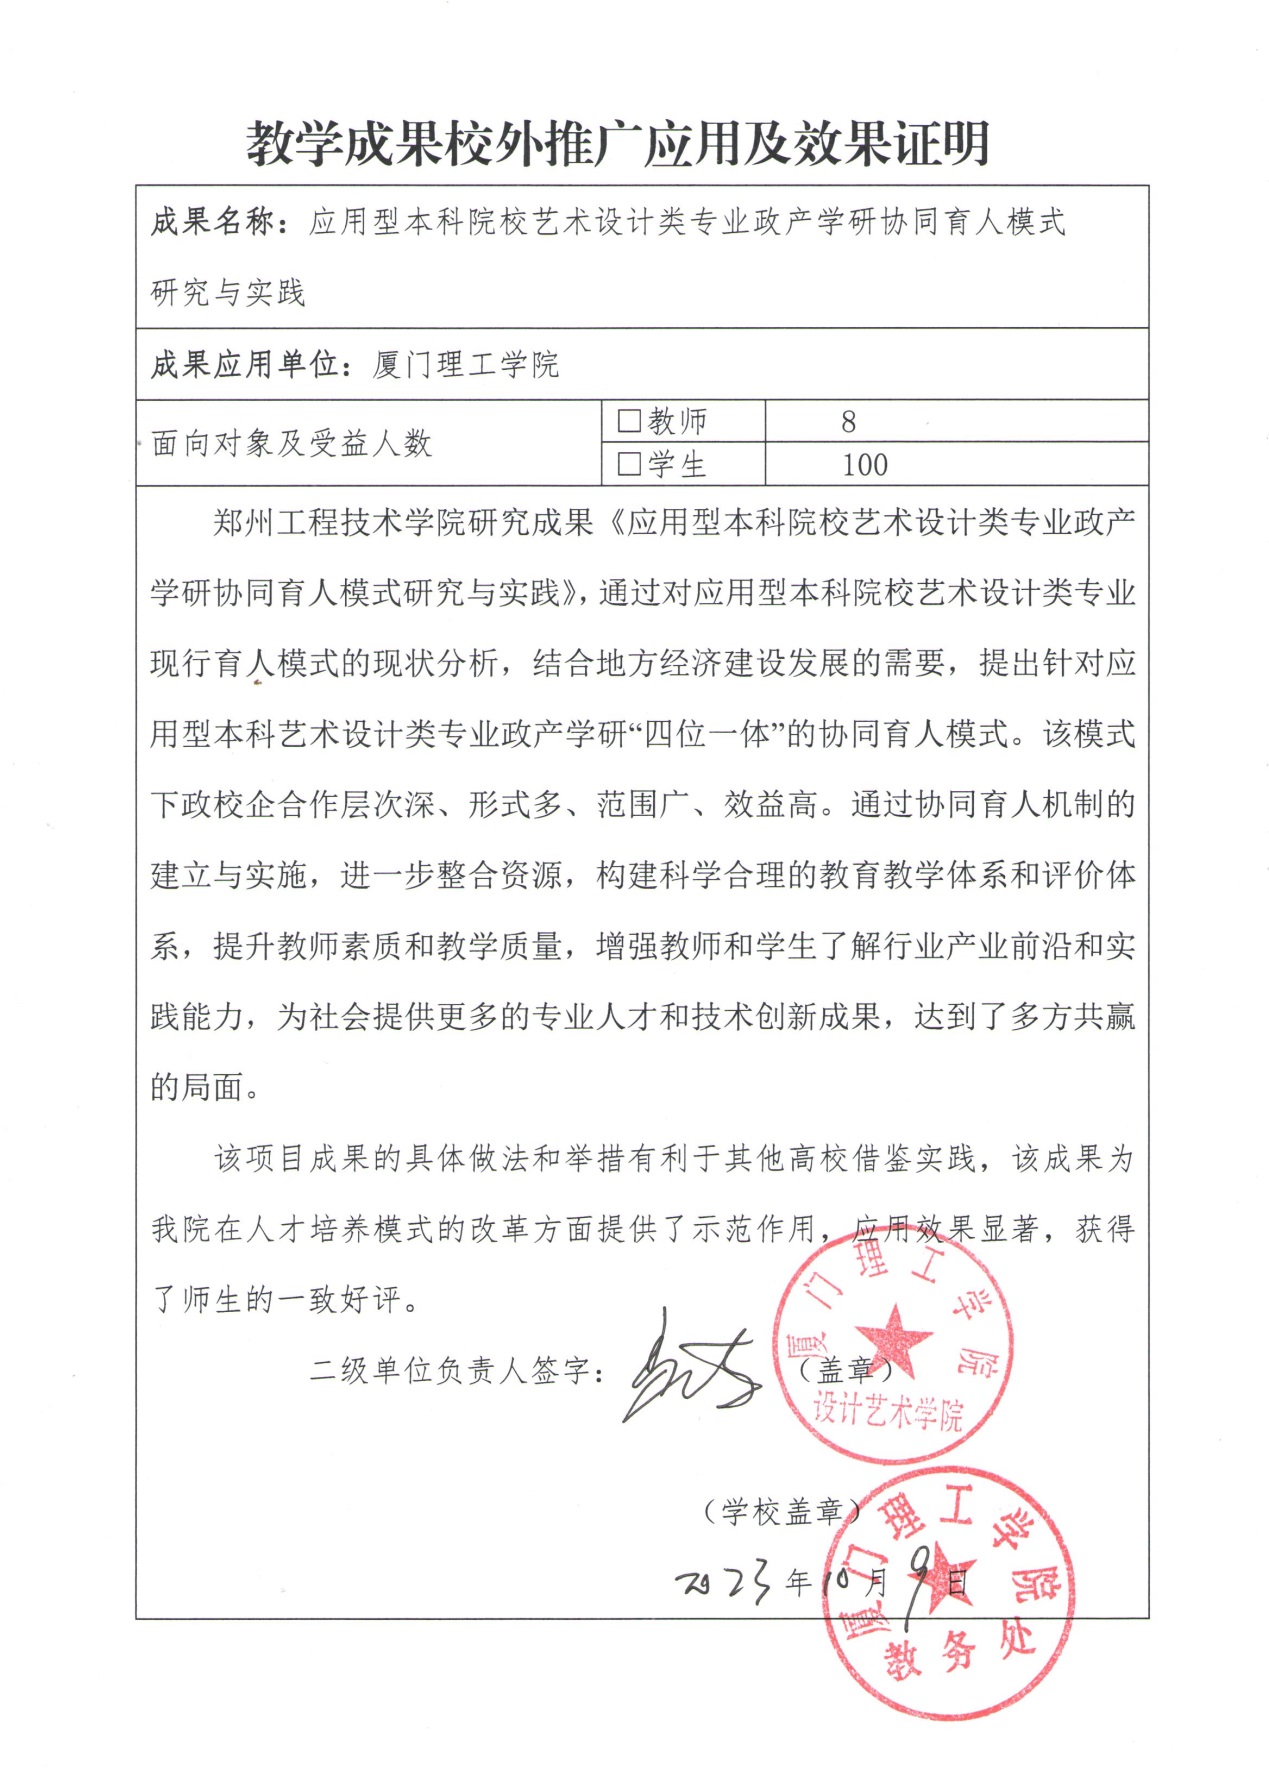 教学成果校外推广应用及效果证明
成果名称：应用型本科院校艺术设计类专业政产学研协同育人模式
研究与实践
成果应用单位：厦门理工学院
面向对象及受益人数
□教师 8
□学生 100
郑州工程技术学院研究成果《应用型本科院校艺术设计类专业政产
学研协同育人模式研究与实践》，通过对应用型本科院校艺术设计类专业
现行育人模式的现状分析，结合地方经济建设发展的需要，提出针对应
用型本科艺术设计类专业政产学研“四位一体”的协同育人模式。该模式
下政校企合作层次深、形式多、范围广、效益高。通过协同育人机制的
建立与实施，进一步整合资源，构建科学合理的教育教学体系和评价体
系，提升教师素质和教学质量，增强教师和学生了解行业产业前沿和实
践能力，为社会提供更多的专业人才和技术创新成果，达到了多方共赢
的局面。
该项目成果的具体做法和举措有利于其他高校借鉴实践，该成果为
我院在人才培养模式的改革方面提供了示范作用，应用效果显著，获得
了师生的一致好评。
二级单位负责人签字：
（盖章）
厦门理工学院
设计艺术学院
（学校盖章）
2023年10月9日
厦门理工学院
教务处